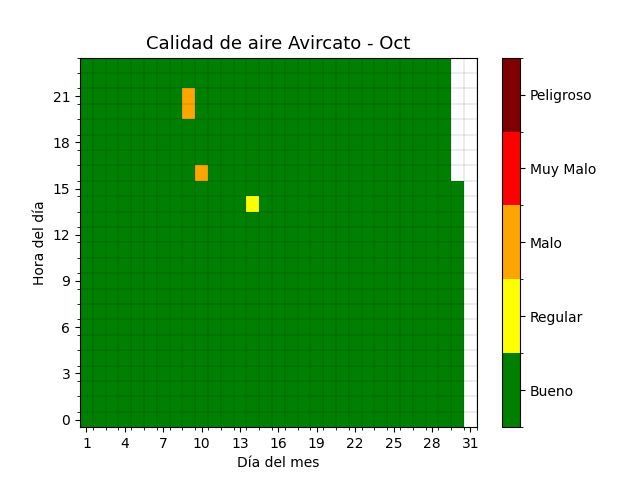 Calidad de aire Avircato - Oct
Hora del día
21
18
15
12
9
6
3
0
1 4 7 10 13 16 19 22 25 28 31
Día del mes
Peligroso
Muy Malo
Malo
Regular
Bueno